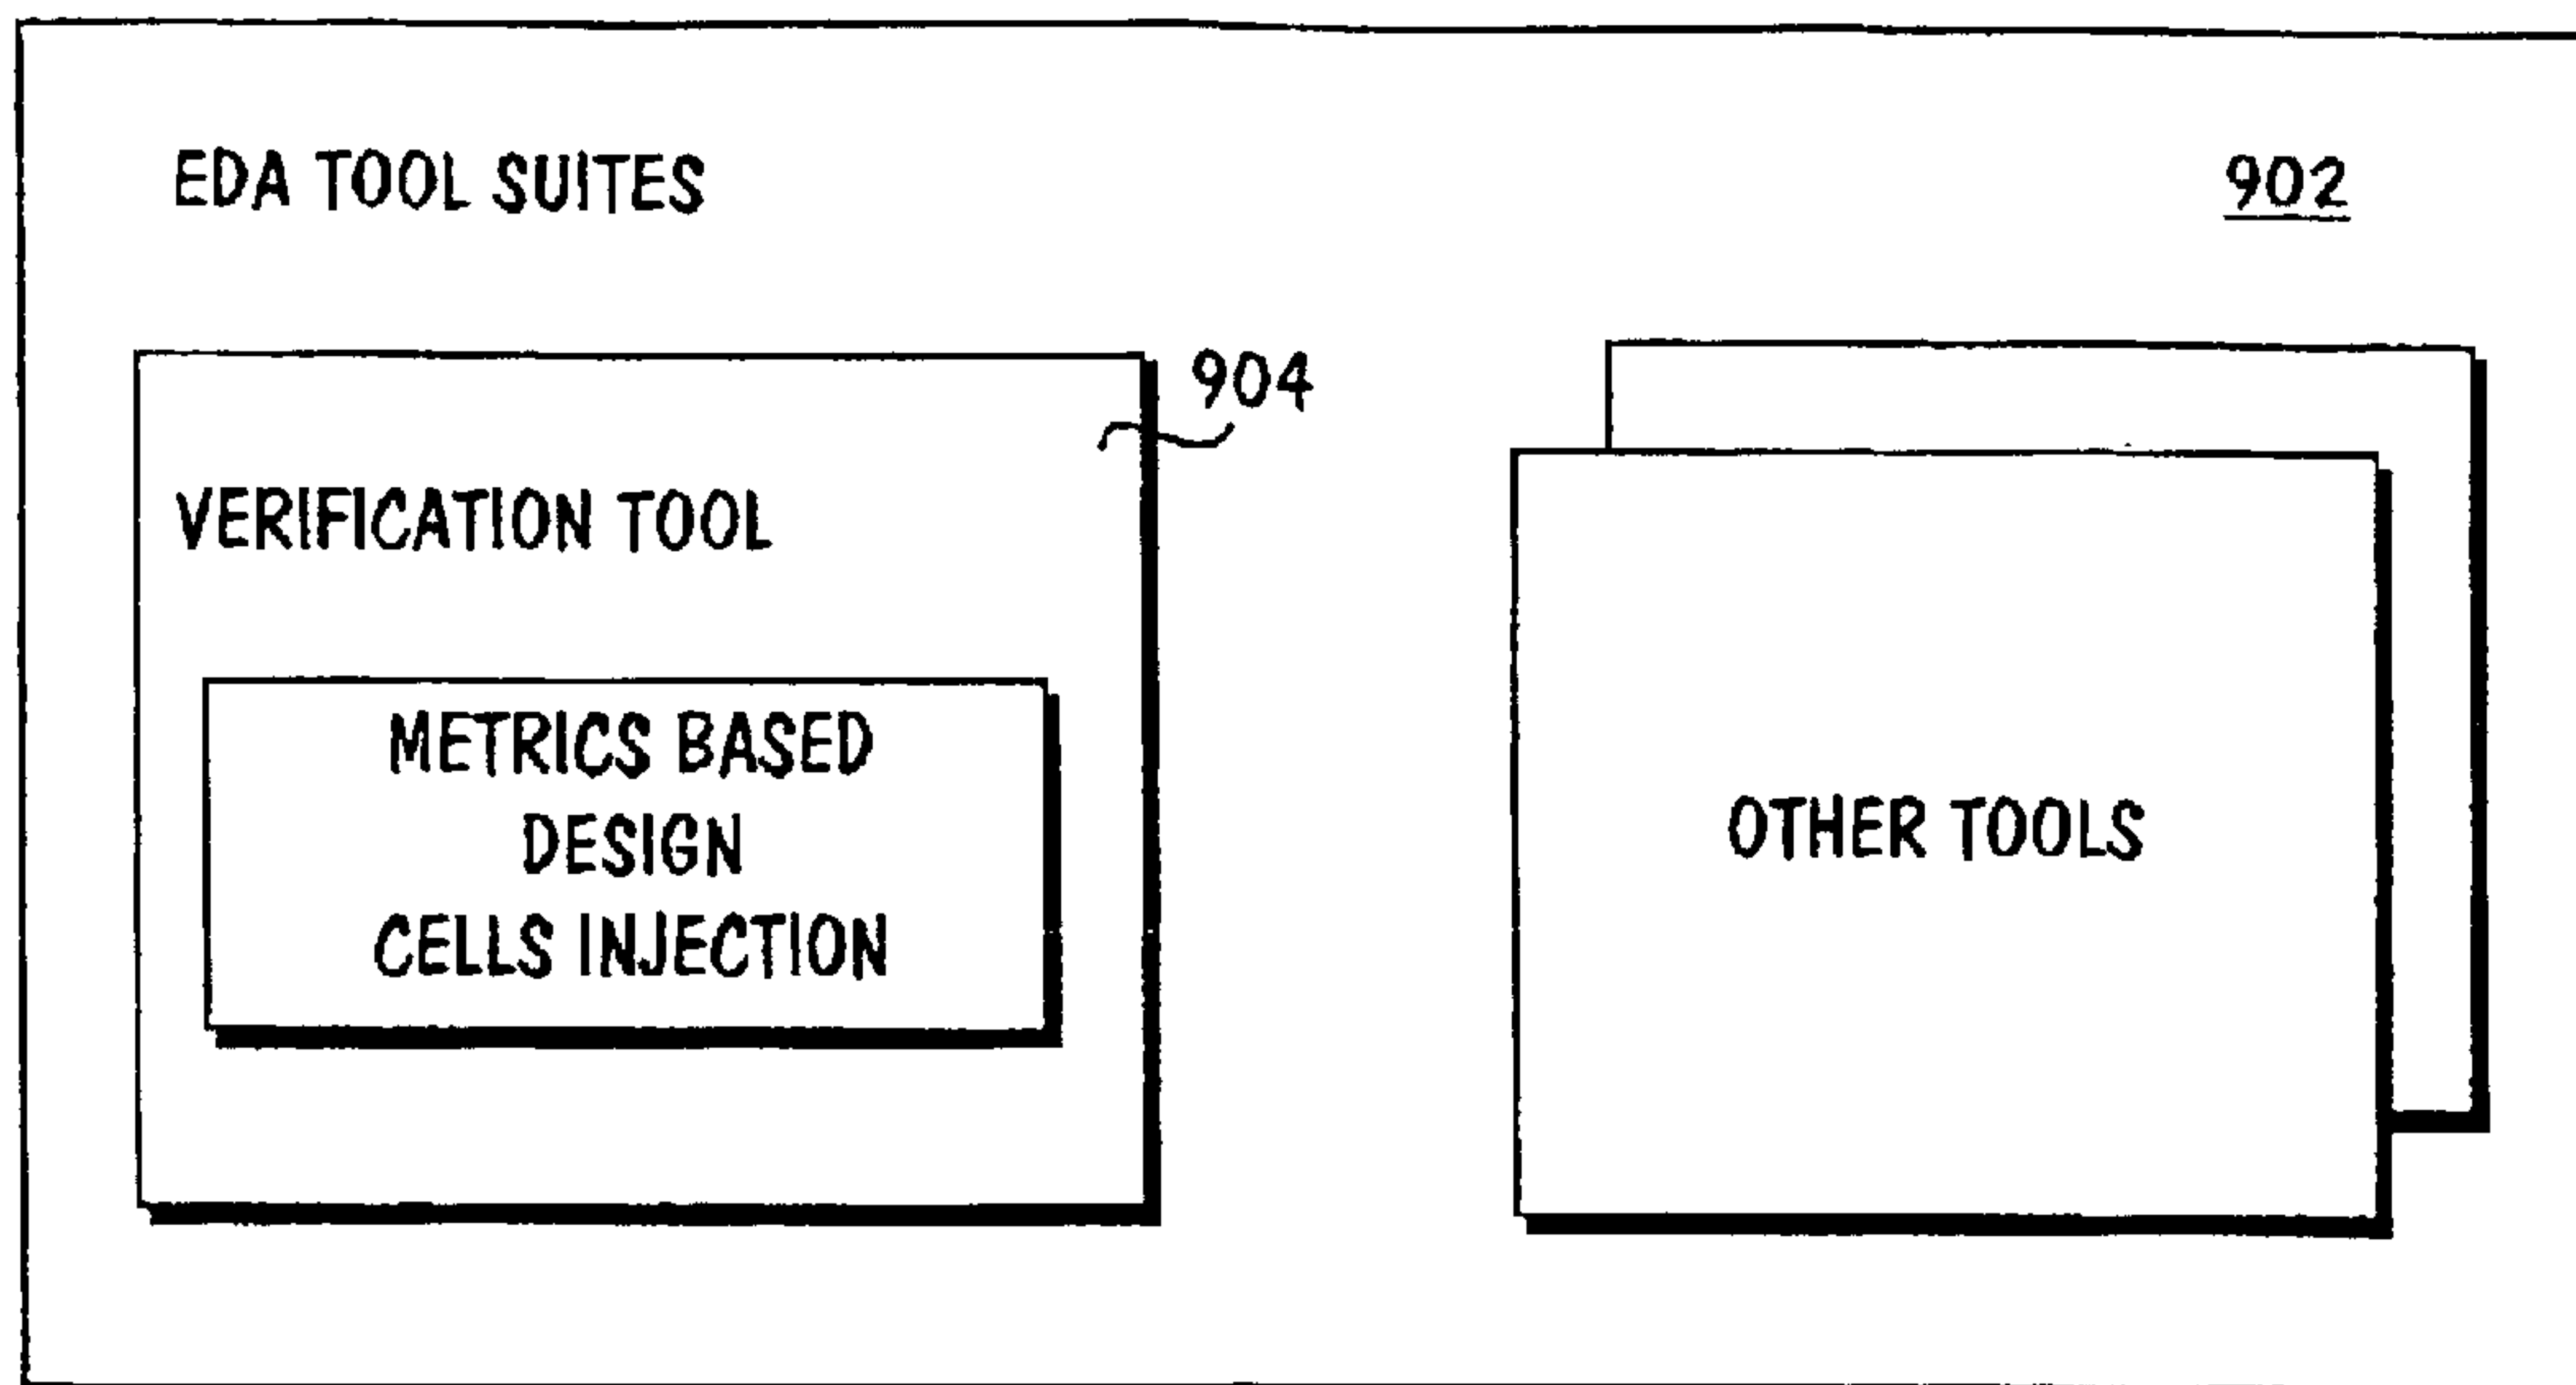 EDA TOOL SUITES
902
904
VERIFICATION TOOL
METRICS BASED
DESIGN
CELLS INJECTION
OTHER TOOLS